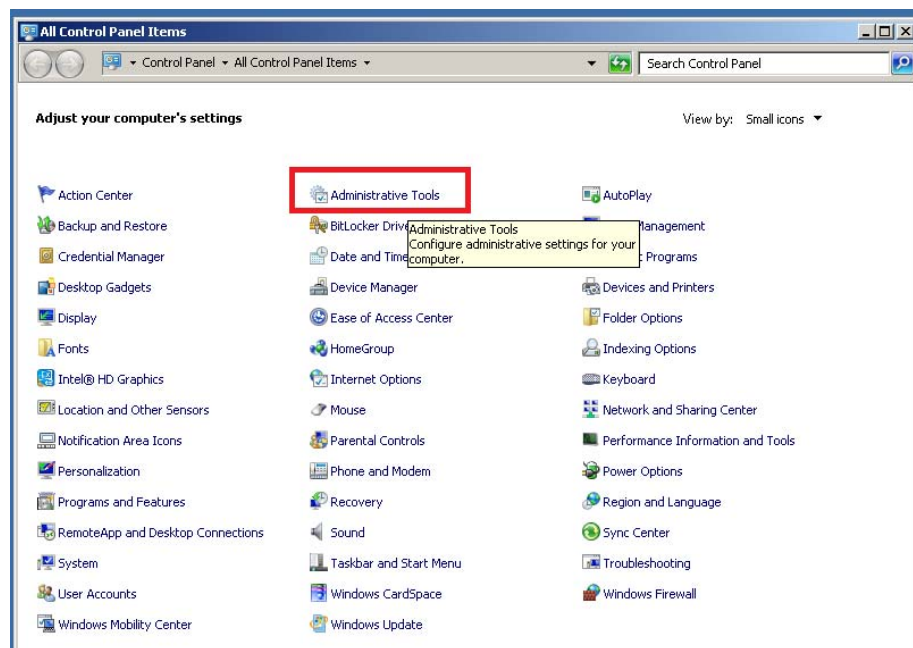 All Control Panel Items
Control Panel All Control Panel Items
Search Control Panel
Adjust your computer's settings
View by: Small icons
Action Center
Administrative Tools
AutoPlay
Backup and Restore
BitLocker Drive
Administrative Tools
Configure administrative settings for your
computer.
Management
Credential Manager
Date and Time
Programs
Desktop Gadgets
Device Manager
Devices and Printers
Display
Ease of Access Center
Folder Options
Fonts
HomeGroup
Indexing Options
Intel® HD Graphics
Internet Options
Keyboard
Location and Other Sensors
Mouse
Network and Sharing Center
Notification Area Icons
Parental Controls
Performance Information and Tools
Personalization
Phone and Modem
Power Options
Programs and Features
Recovery
Region and Language
RemoteApp and Desktop Connections
Sound
Sync Center
System
Taskbar and Start Menu
Troubleshooting
User Accounts
Windows CardSpace
Windows Firewall
Windows Mobility Center
Windows Update